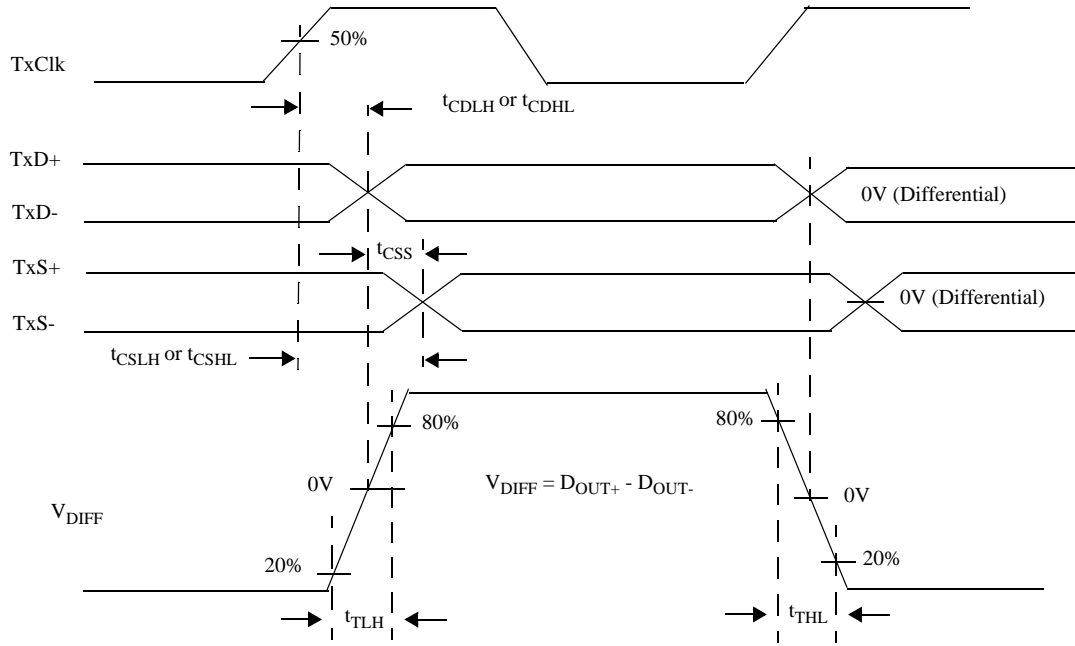 50%
TxClk
tCDLH or tCDHL
TxD+
0V (Differential)
TxD-
tCSS
TxS+
0V (Differential)
TxS-
tCSLH or tCSHL
80%
80%
0V
VDIFF = DOUT+ - DOUT-
0V
VDIFF
20%
20%
tTLH
tTHL